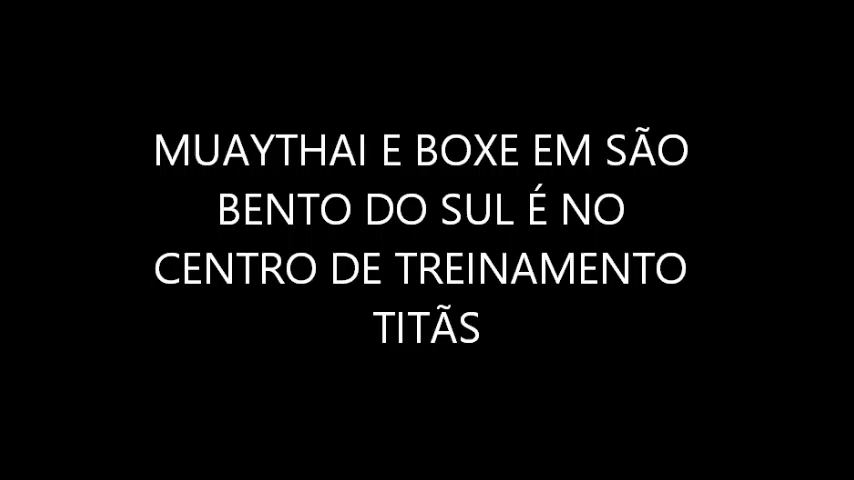 MUAYTHAI E BOXE EM SÃO
BENTO DO SUL É NO
CENTRO DE TREINAMENTO
TITÃS